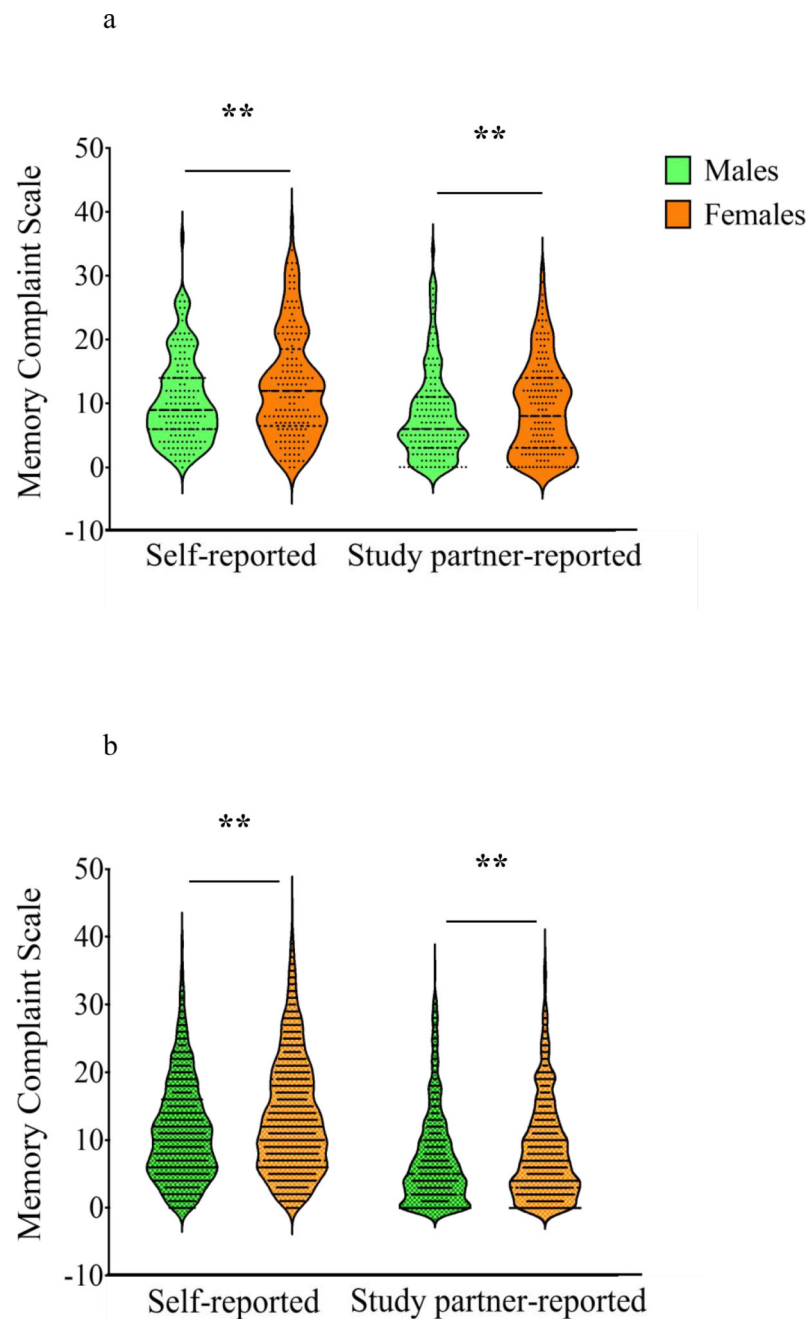 a
**
**
50
40
30
20
10
0
-10
Memory Complaint Scale
Males
Females
Self-reported
Study partner-reported
b
**
**
50
40
30
20
10
0
-10
Memory Complaint Scale
Self-reported
Study partner-reported